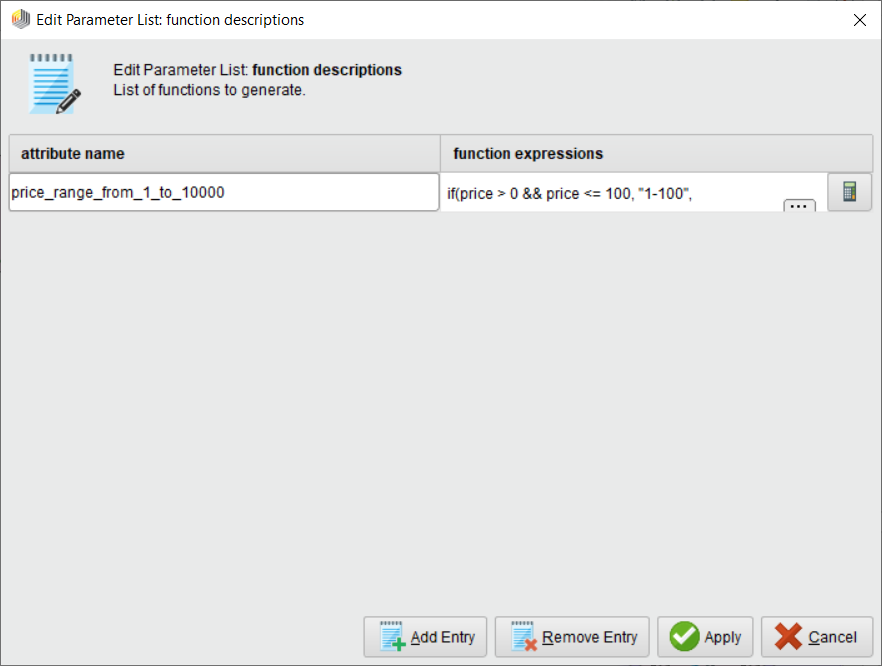 Edit Parameter List: function descriptions
Edit Parameter List: function descriptions
List of functions to generate.
attribute name function expressions
price_range_from_1_to_10000 if(price > 0 && price <= 100, "1-100",
...
Add Entry Remove Entry Apply Cancel